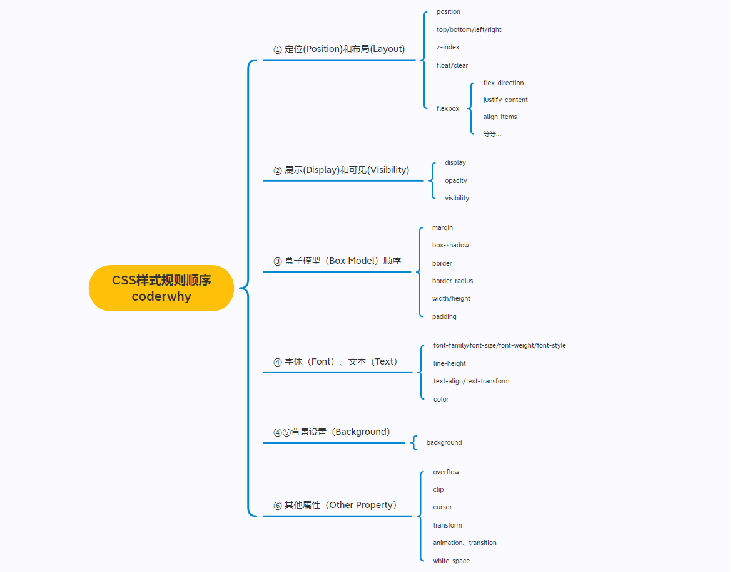 ① 定位(Position)和布局(Layout)
position
top/bottom/left/right
z-index
float/clear
flexbox
flex-direction
justify-content
align-items
等等...
② 展示(Display)和可见(Visibility)
display
opacity
visibility
CSS样式规则顺序
coderwhy
③ 盒子模型（Box Model）顺序
margin
box-shadow
border
border-radius
width/height
padding
④ 字体（Font）、文本（Text）
font-family/font-size/font-weight/font-style
line-height
text-align/text-transform
color
④⑤背景设置（Background）
background
⑥ 其他属性（Other Property）
overflow
clip
cursor
transform
animation、transition
white-space